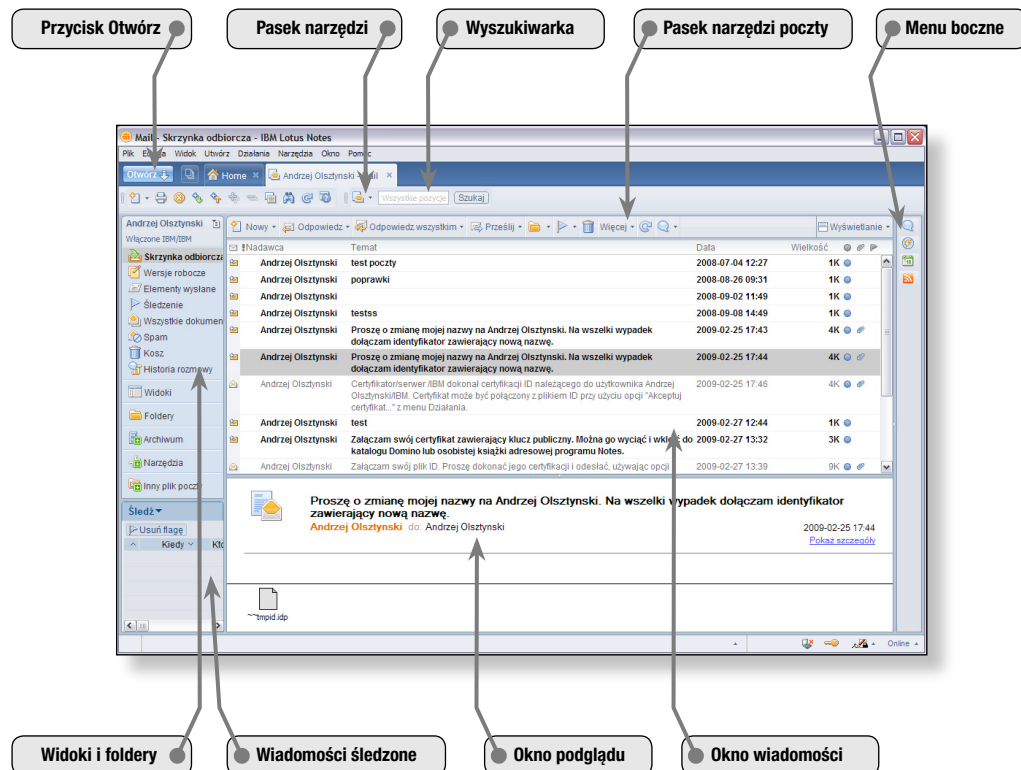 Przycisk Otwórz
Pasek narzędzi
Wyszukiwarka
Pasek narzędzi poczty
Menu boczne
Mail - Skrzynka odbiorcza - IBM Lotus Notes
Plik Edycja Widok Utwórz Działania Narzędzia Okno Pomoc
Otwórz
Home
Andrzej Olsztynski - Mail
Wszystkie pozycje
Szukaj
Andrzej Olsztynski
Włączone IBM/IBM
Skrzynka odbiorcza
Wersje robocze
Elementy wysłane
Śledzenie
Wszystkie dokumen
Spam
Kosz
Historia rozmowy
Widoki
Foldery
Archiwum
Narzędzia
Inny plik poczty
Śledź
Usuń flagę
Kiedy
Kto
Nowy
Odpowiedz
Odpowiedz wszystkim
Prześlij
Więcej
Wyświetlanie
! Nadawca Temat Data Wielkość
Andrzej Olsztynski test poczty 2008-07-04 12:27 1K
Andrzej Olsztynski poprawki 2008-08-26 09:31 1K
Andrzej Olsztynski 2008-09-02 11:49 1K
Andrzej Olsztynski testss 2008-09-08 14:49 1K
Andrzej Olsztynski Proszę o zmianę mojej nazwy na Andrzej Olsztynski. Na wszelki wypadek 2009-02-25 17:43 4K
dołączam identyfikator zawierający nową nazwę.
Andrzej Olsztynski Proszę o zmianę mojej nazwy na Andrzej Olsztynski. Na wszelki wypadek 2009-02-25 17:44 4K
dołączam identyfikator zawierający nową nazwę.
Andrzej Olsztynski Certyfikator/serwer /IBM dokonał certyfikacji ID należącego do użytkownika Andrzej 2009-02-25 17:46 4K
Olsztynski/IBM. Certyfikat może być połączony z plikiem ID przy użyciu opcji "Akceptuj
certyfikat..." z menu Działania.
Andrzej Olsztynski test 2009-02-27 12:44 1K
Andrzej Olsztynski Załączam swój certyfikat zawierający klucz publiczny. Można go wyciąć i wkleić do 2009-02-27 13:32 3K
katalogu Domino lub osobistej książki adresowej programu Notes.
Andrzej Olsztynski Załączam swój plik ID. Proszę dokonać jego certyfikacji i odesłać, używając opcji 2009-02-27 13:39 9K
Proszę o zmianę mojej nazwy na Andrzej Olsztynski. Na wszelki wypadek dołączam identyfikator
zawierający nową nazwę.
Andrzej Olsztynski do: Andrzej Olsztynski
2009-02-25 17:44
Pokaż szczegóły
~~tmpid.idp
Online
Widoki i foldery
Wiadomości śledzone
Okno podglądu
Okno wiadomości